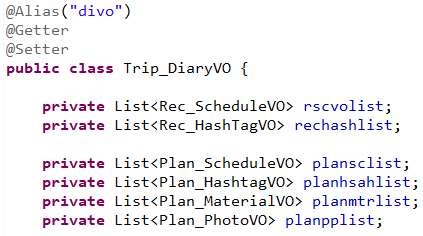 @Alias("divo")
@Getter
@Setter
public class Trip_DiaryVO {
private List<Rec_ScheduleVO> rscvolist;
private List<Rec_HashTagVO> rechashlist;
private List<Plan_ScheduleVO> plansclist;
private List<Plan_HashtagVO> planhsahlist;
private List<Plan_MaterialVO> planmtrlist;
private List<Plan_PhotoVO> planpplist;